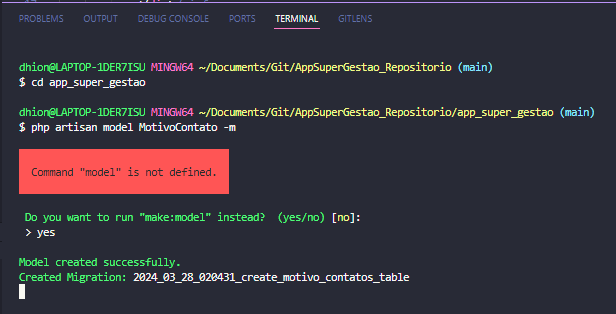 PROBLEMS OUTPUT DEBUG CONSOLE PORTS TERMINAL GITLENS
dhion@LAPTOP-1DER7ISU MINGW64 ~/Documents/Git/AppSuperGestao_Repositorio (main)
$ cd app_super_gestao
dhion@LAPTOP-1DER7ISU MINGW64 ~/Documents/Git/AppSuperGestao_Repositorio/app_super_gestao (main)
$ php artisan model MotivoContato -m
Command "model" is not defined.
Do you want to run "make:model" instead? (yes/no) [no]:
> yes
Model created successfully.
Created Migration: 2024_03_28_020431_create_motivo_contatos_table